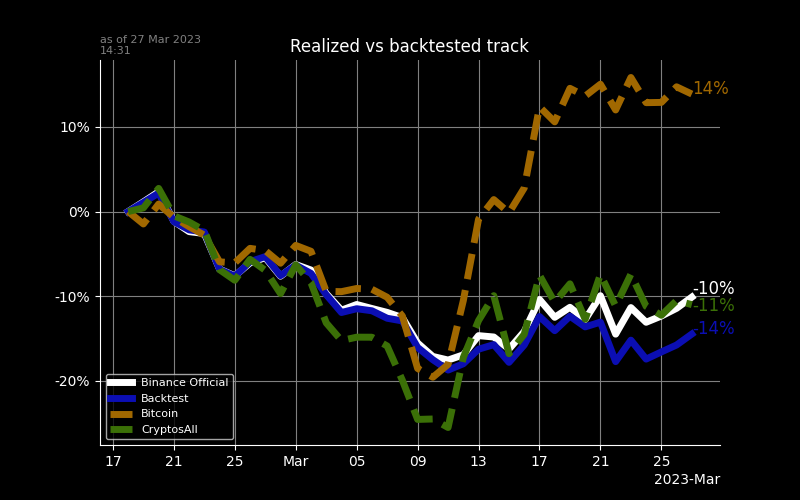 as of 27 Mar 2023
14:31
Realized vs backtested track
10%
0%
-10%
-20%
14%
-10%
-11%
-14%
Binance Official
Backtest
Bitcoin
CryptosAll
17 21 25 Mar 05 09 13 17 21 25
2023-Mar